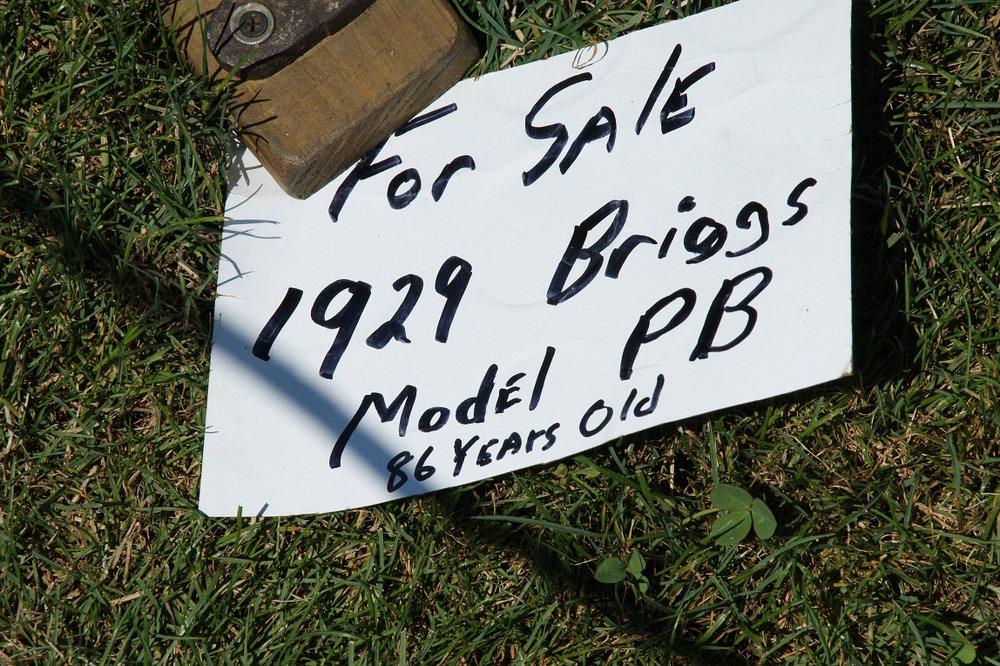 For SAlE
1929 Briggs
Model PB
86 YEArs Old